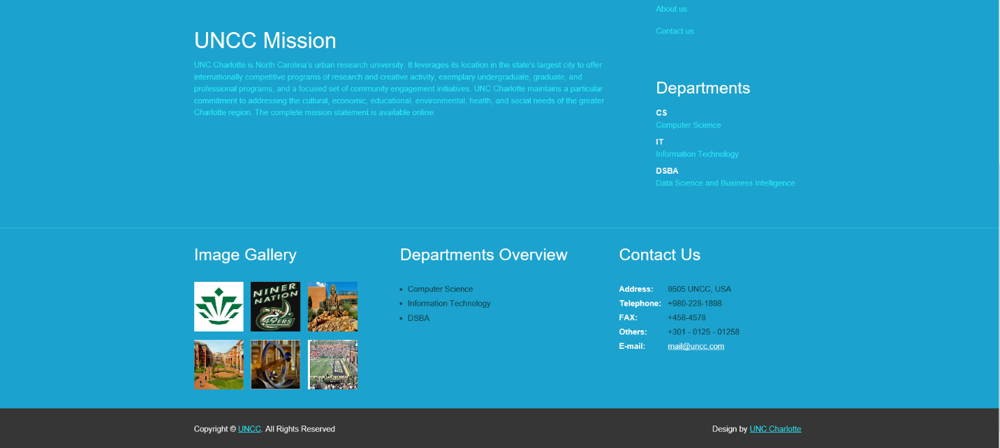 About us
Contact us
UNCC Mission
UNC Charlotte is North Carolina's urban research university. It leverages its location in the state's largest city to offer
internationally competitive programs of research and creative activity, exemplary undergraduate, graduate, and
professional programs, and a focused set of community engagement initiatives. UNC Charlotte maintains a particular
commitment to addressing the cultural, economic, educational, environmental, health, and social needs of the greater
Charlotte region. The complete mission statement is available online.
Departments
CS
Computer Science
IT
Information Technology
DSBA
Data Science and Business Intelligence
Image Gallery
NINER
NATION
49ERS
Departments Overview
• Computer Science
• Information Technology
• DSBA
Contact Us
Address: 9505 UNCC, USA
Telephone: +980-228-1898
FAX: +458-4578
Others: +301 - 0125 - 01258
E-mail: mail@uncc.com
Copyright © UNCC. All Rights Reserved
Design by UNC Charlotte